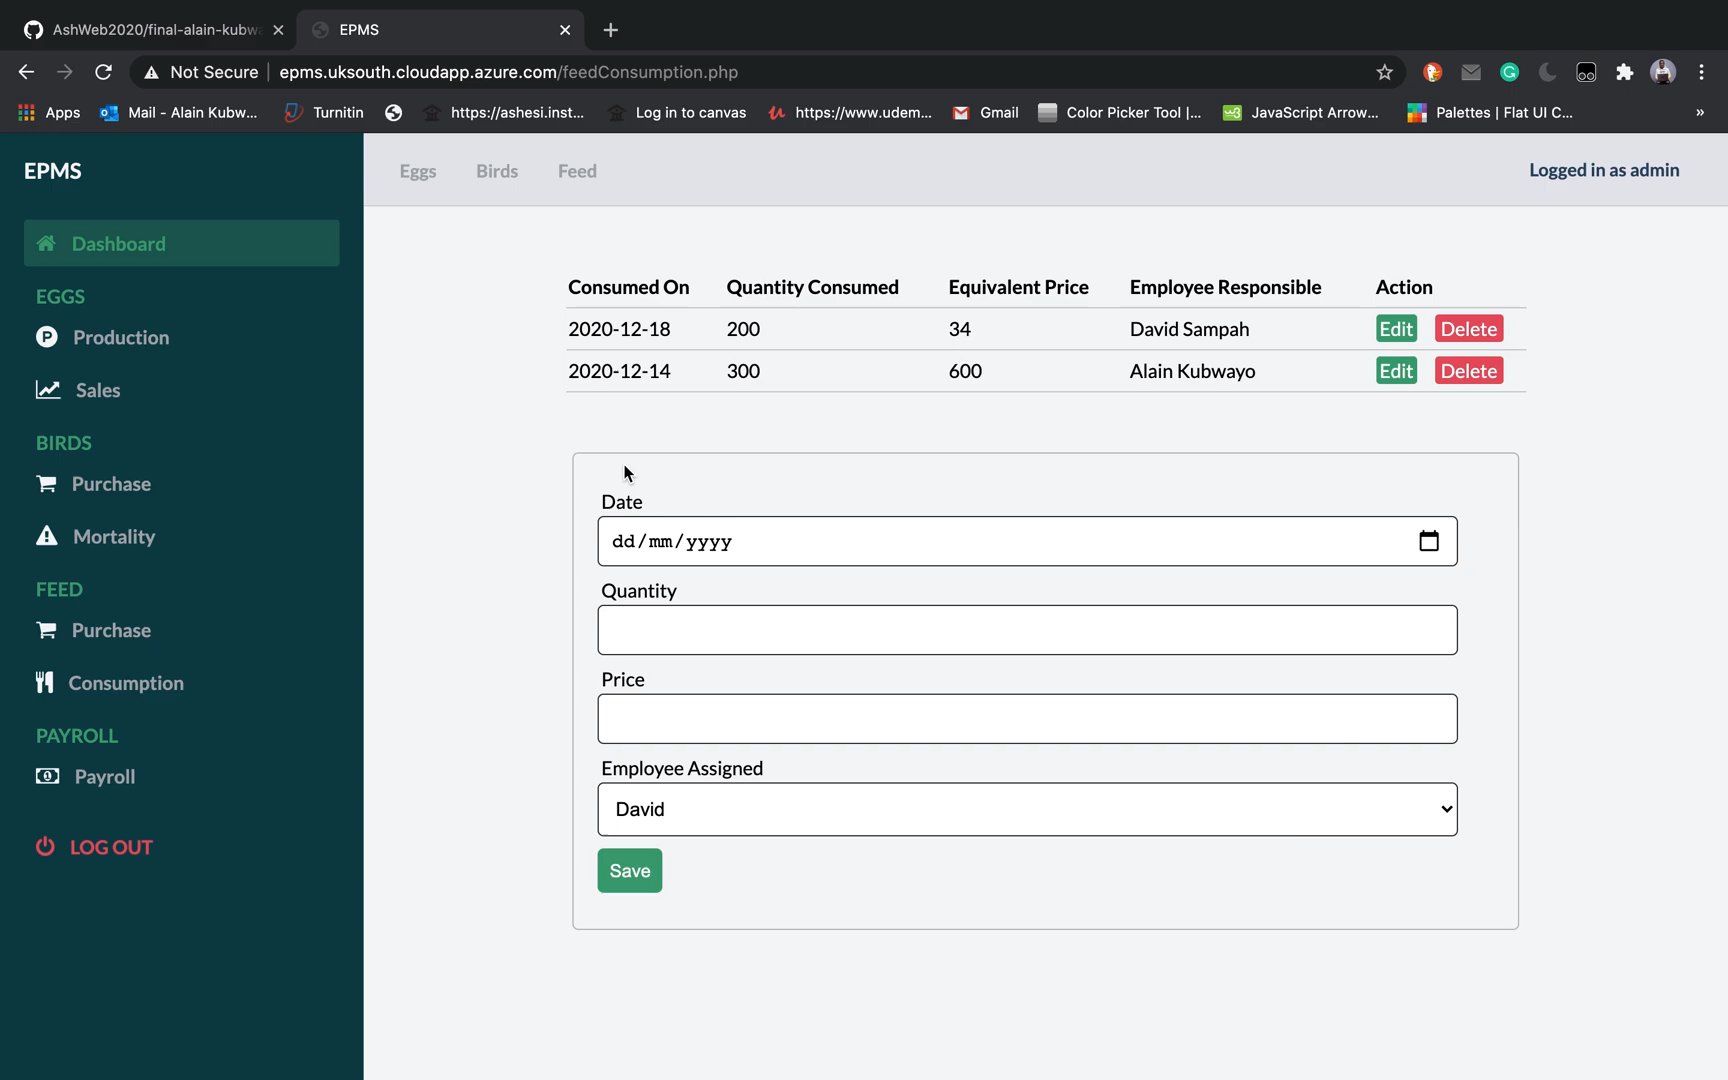 AshWeb2020/final-alain-kubw
EPMS
Not Secure
epms.uksouth.cloudapp.azure.com/feedConsumption.php
Apps
Mail - Alain Kubw...
Turnitin
https://ashesi.inst...
Log in to canvas
https://www.udem...
Gmail
Color Picker Tool |...
JavaScript Arrow...
Palettes | Flat UI C...
»
EPMS
Eggs Birds Feed
Logged in as admin
Dashboard
EGGS
Production
Sales
BIRDS
Purchase
Mortality
FEED
Purchase
Consumption
PAYROLL
Payroll
LOG OUT
Consumed On Quantity Consumed Equivalent Price Employee Responsible Action
2020-12-18 200 34 David Sampah Edit Delete
2020-12-14 300 600 Alain Kubwayo Edit Delete
Date
dd/mm/yyyy
Quantity
Price
Employee Assigned
David
Save